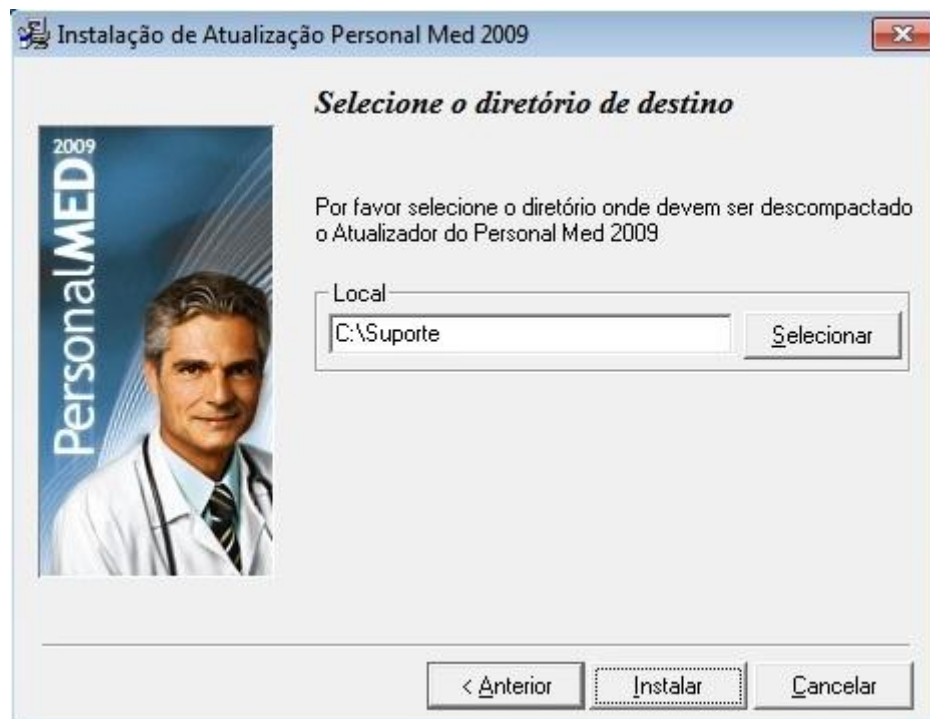 Instalação de Atualização Personal Med 2009
Selecione o diretório de destino
2009
PersonalMED
Por favor selecione o diretório onde devem ser descompactado
o Atualizador do Personal Med 2009
Local
C:\Suporte
Selecionar
< Anterior
Instalar
Cancelar